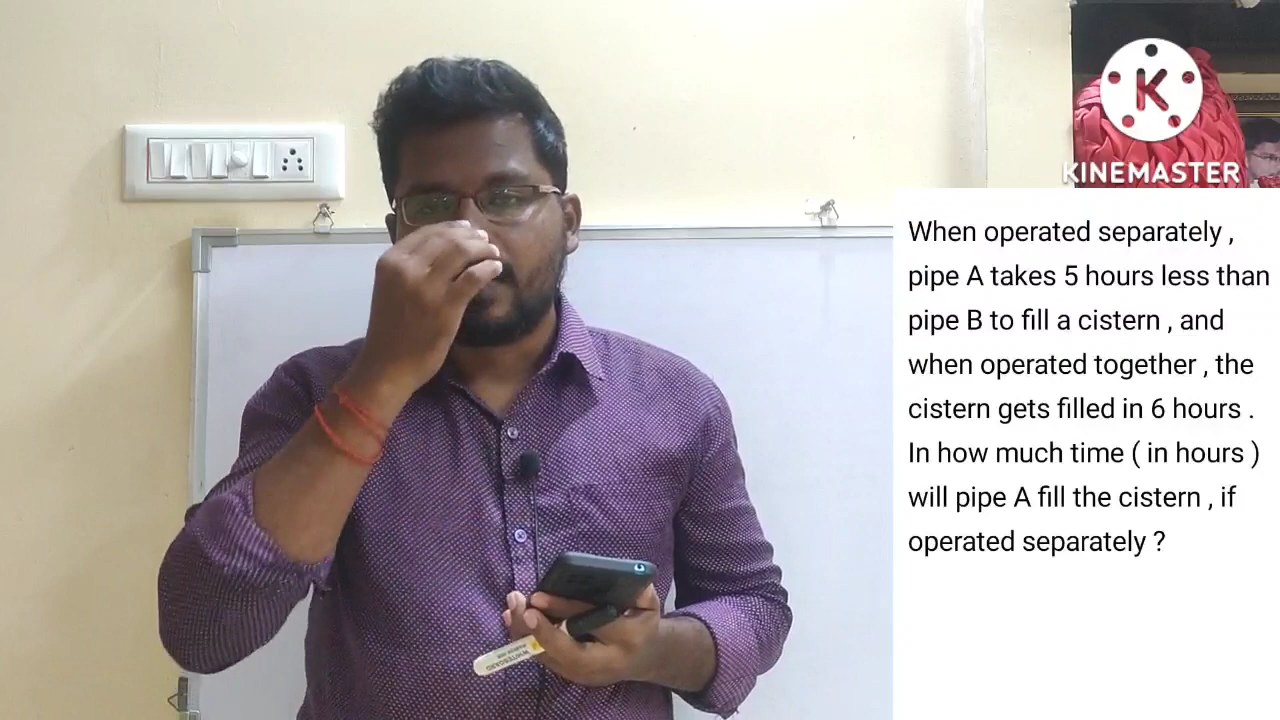 KINEMASTER
When operated separately ,
pipe A takes 5 hours less than
pipe B to fill a cistern , and
when operated together , the
cistern gets filled in 6 hours .
In how much time ( in hours )
will pipe A fill the cistern , if
operated separately ?
WHITEBOARD